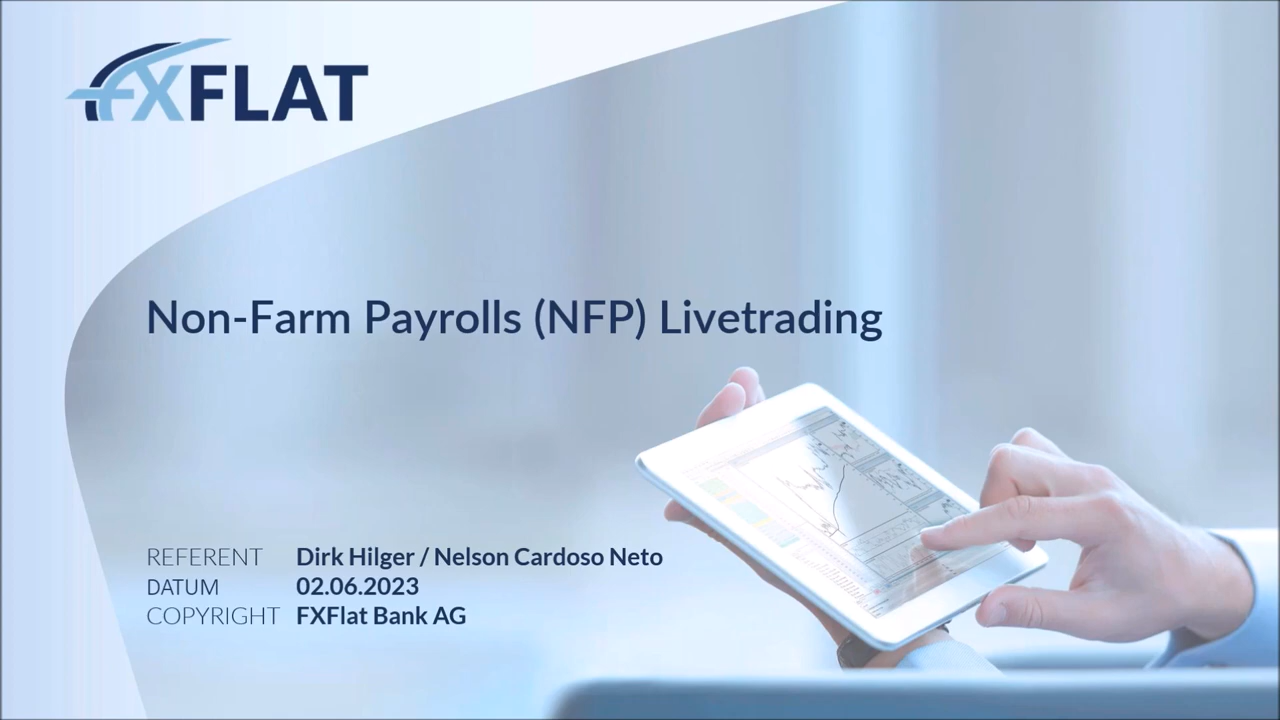 FXFLAT
Non-Farm Payrolls (NFP) Livetrading
REFERENT Dirk Hilger / Nelson Cardoso Neto
DATUM 02.06.2023
COPYRIGHT FXFlat Bank AG